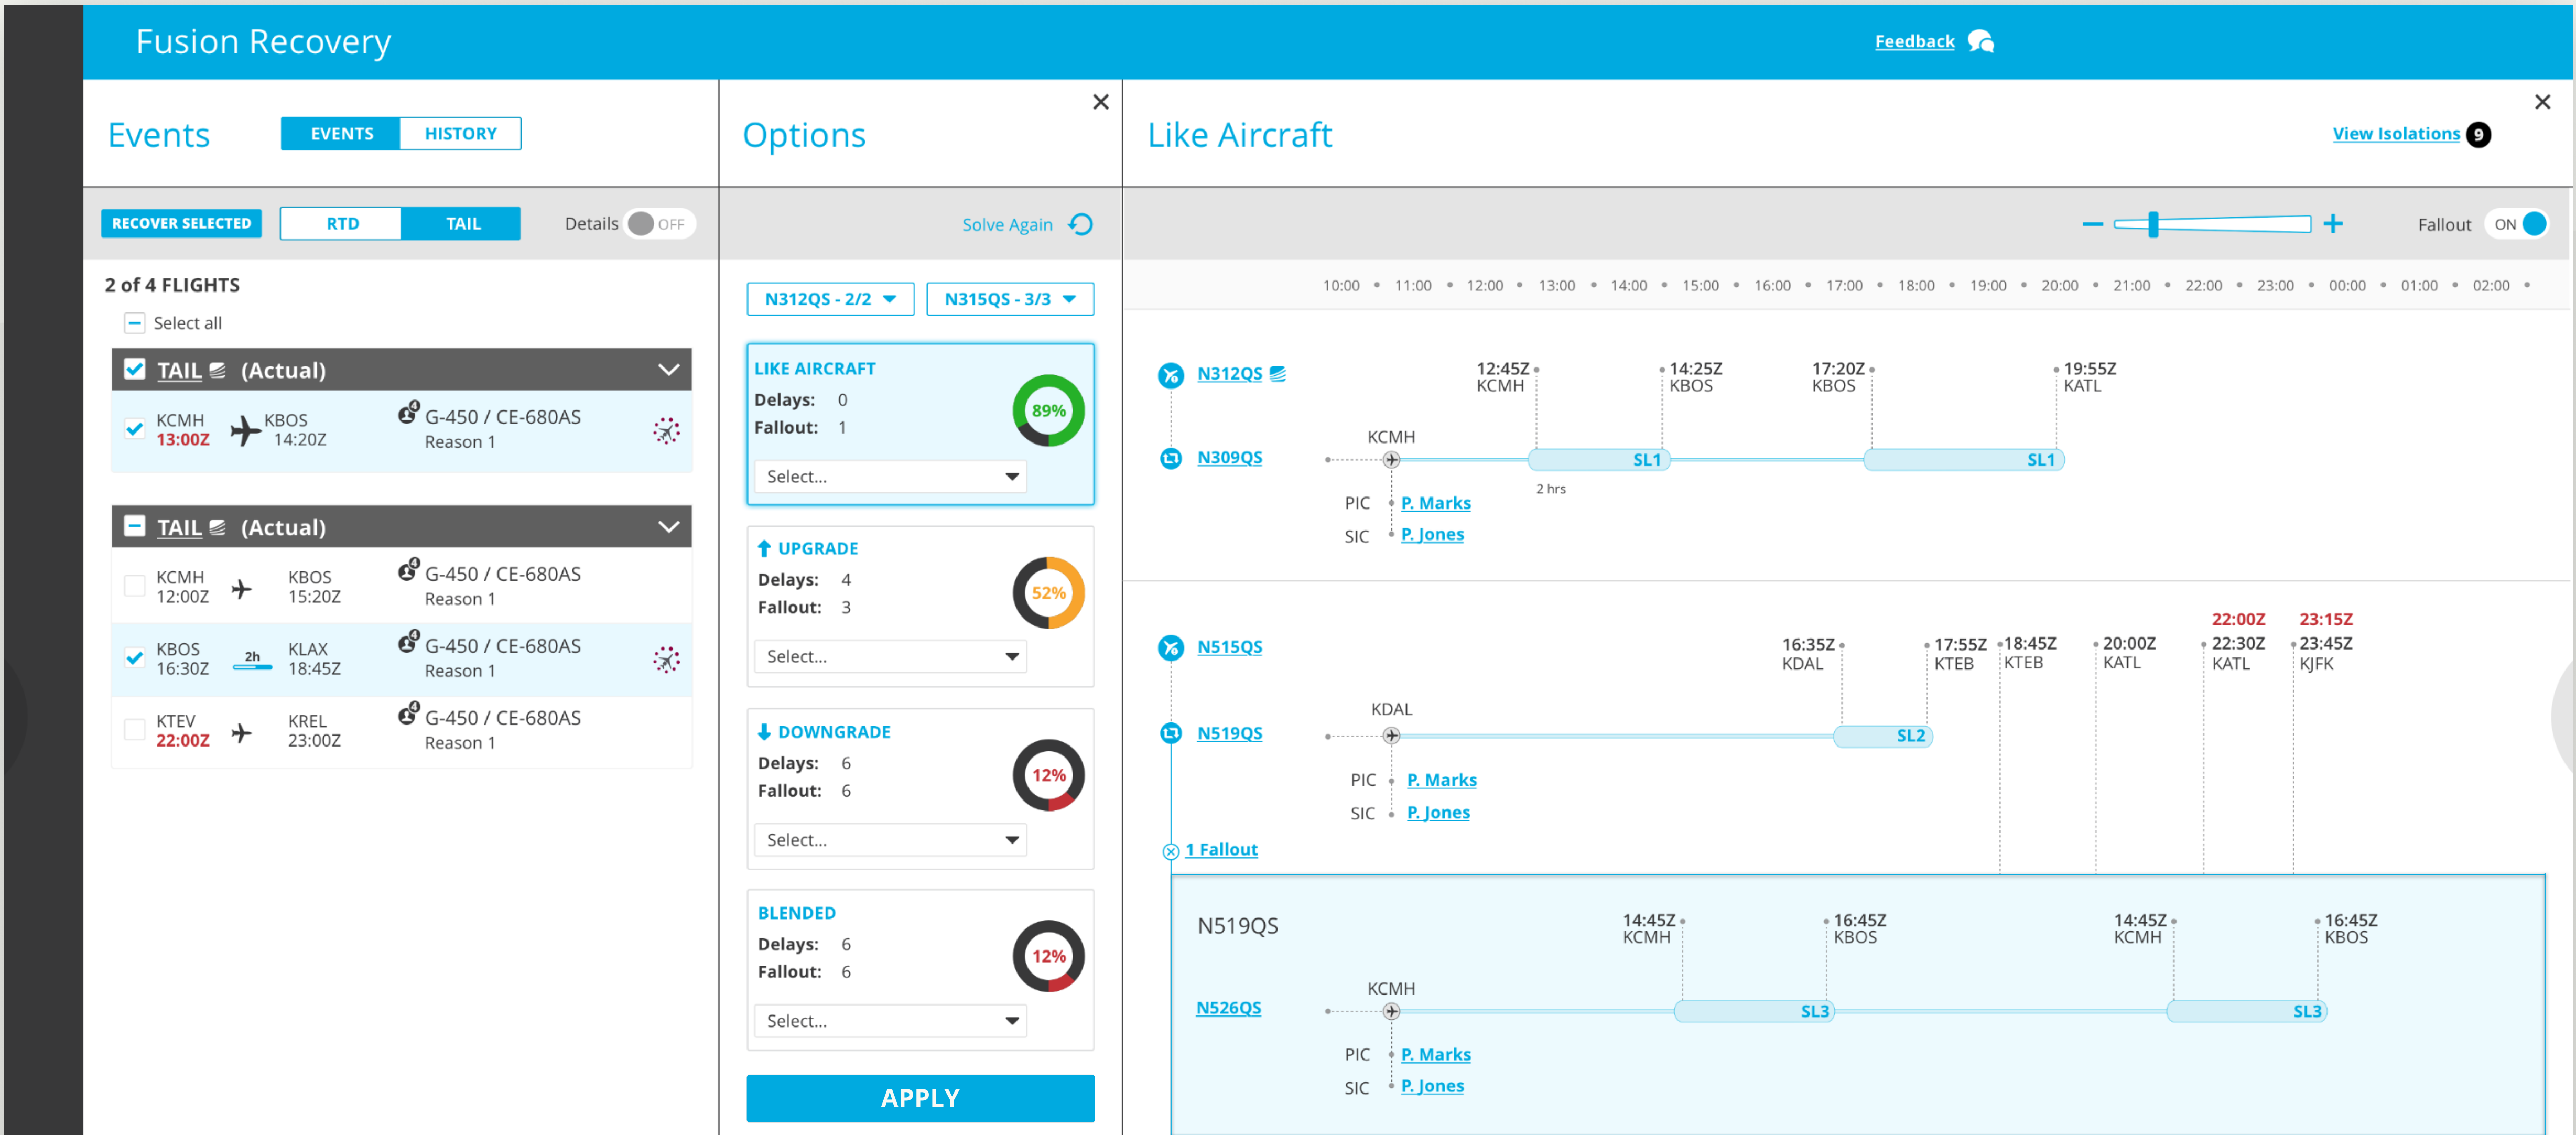 Fusion Recovery
Feedback
Events
EVENTS
HISTORY
RECOVER SELECTED
RTD
TAIL
Details
OFF
2 of 4 FLIGHTS
Select all
TAIL (Actual)
KCMH
13:00Z
KBOS
14:20Z
4
G-450 / CE-680AS
Reason 1
TAIL (Actual)
KCMH
12:00Z
KBOS
15:20Z
4
G-450 / CE-680AS
Reason 1
KBOS
16:30Z
2h
KLAX
18:45Z
4
G-450 / CE-680AS
Reason 1
KTEV
22:00Z
KREL
23:00Z
4
G-450 / CE-680AS
Reason 1
Options
Solve Again
N312QS - 2/2
N315QS - 3/3
LIKE AIRCRAFT
Delays: 0
Fallout: 1
89%
Select...
UPGRADE
Delays: 4
Fallout: 3
52%
Select...
DOWNGRADE
Delays: 6
Fallout: 6
12%
Select...
BLENDED
Delays: 6
Fallout: 6
12%
Select...
APPLY
Like Aircraft
View Isolations 9
Fallout
ON
10:00 • 11:00 • 12:00 • 13:00 • 14:00 • 15:00 • 16:00 • 17:00 • 18:00 • 19:00 • 20:00 • 21:00 • 22:00 • 23:00 • 00:00 • 01:00 • 02:00 •
N312QS
12:45Z
KCMH
14:25Z
KBOS
17:20Z
KBOS
19:55Z
KATL
N309QS
KCMH
SL1
SL1
2 hrs
PIC P. Marks
SIC P. Jones
N515QS
16:35Z
KDAL
17:55Z
KTEB
18:45Z
KTEB
20:00Z
KATL
22:00Z
22:30Z
KATL
23:15Z
23:45Z
KJFK
N519QS
KDAL
SL2
PIC P. Marks
SIC P. Jones
1 Fallout
N519QS
14:45Z
KCMH
16:45Z
KBOS
14:45Z
KCMH
16:45Z
KBOS
N526QS
KCMH
SL3
SL3
PIC P. Marks
SIC P. Jones